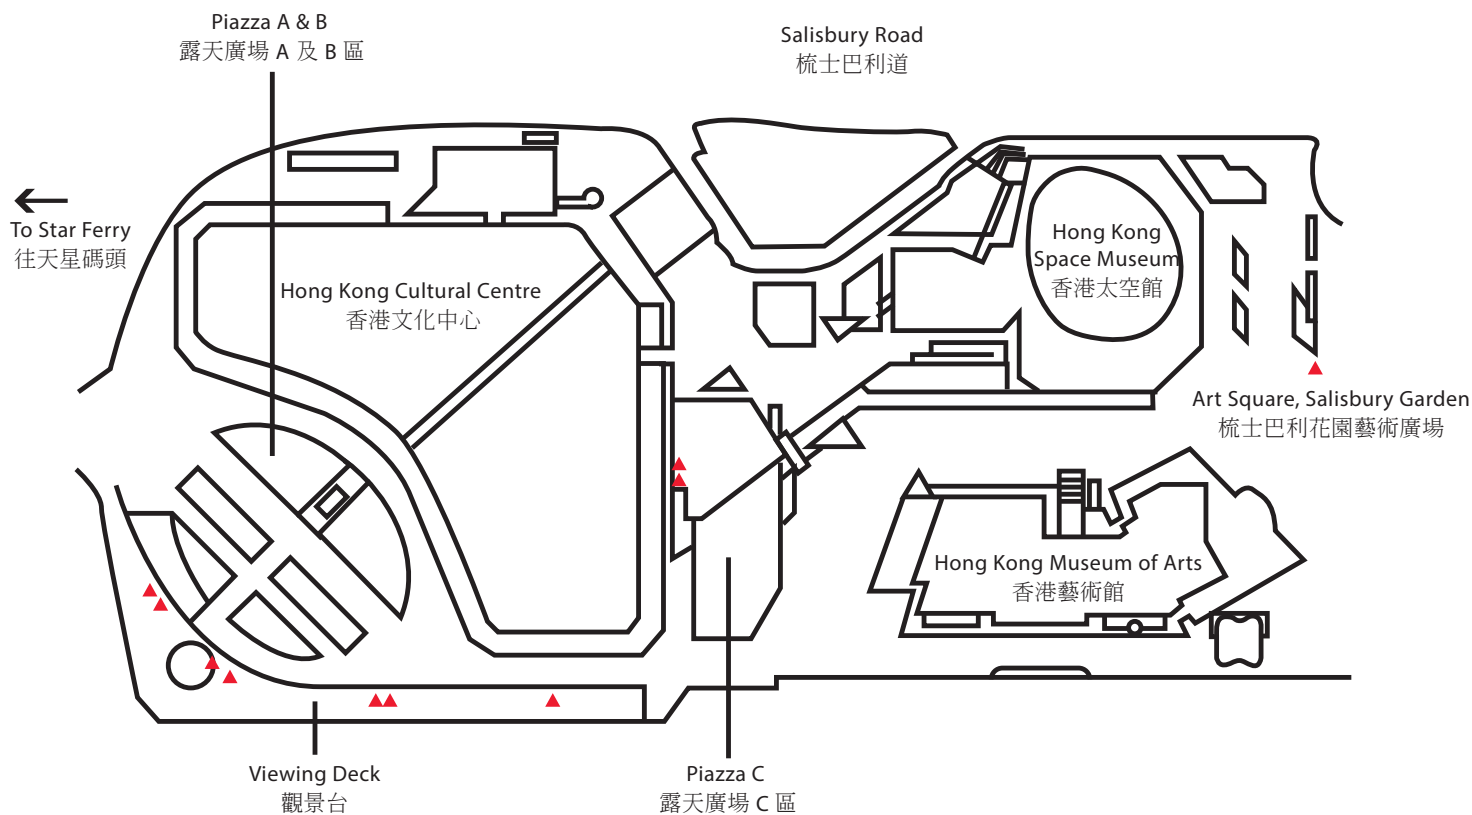 Piazza A & B
露天廣場 A 及 B 區
Salisbury Road
梳士巴利道
To Star Ferry
往天星碼頭
Hong Kong Cultural Centre
香港文化中心
Hong Kong
Space Museum
香港太空館
Art Square, Salisbury Garden
梳士巴利花園藝術廣場
Hong Kong Museum of Arts
香港藝術館
Viewing Deck
觀景台
Piazza C
露天廣場 C 區